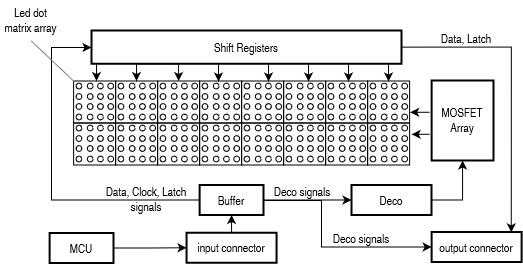 Led dot
matrix array
Shift Registers
Data, Latch
MOSFET
Array
Data, Clock, Latch
signals
Buffer
Deco signals
Deco
Deco signals
MCU
input connector
output connector